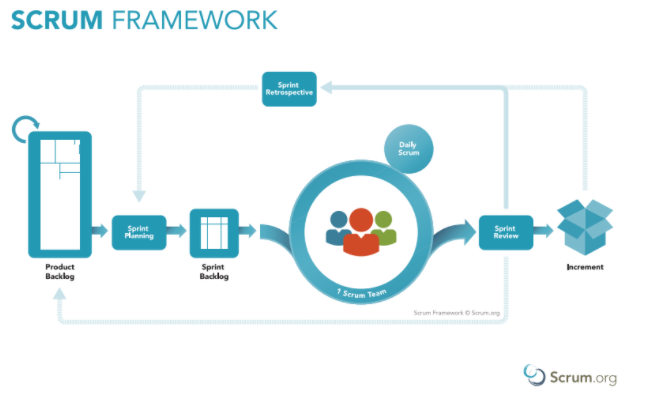 SCRUM FRAMEWORK
Sprint
Retrospective
Daily
Scrum
Sprint
Planning
Sprint
Review
Product
Backlog
Sprint
Backlog
1 Scrum Team
Increment
Scrum Framework © Scrum.org
Scrum.org